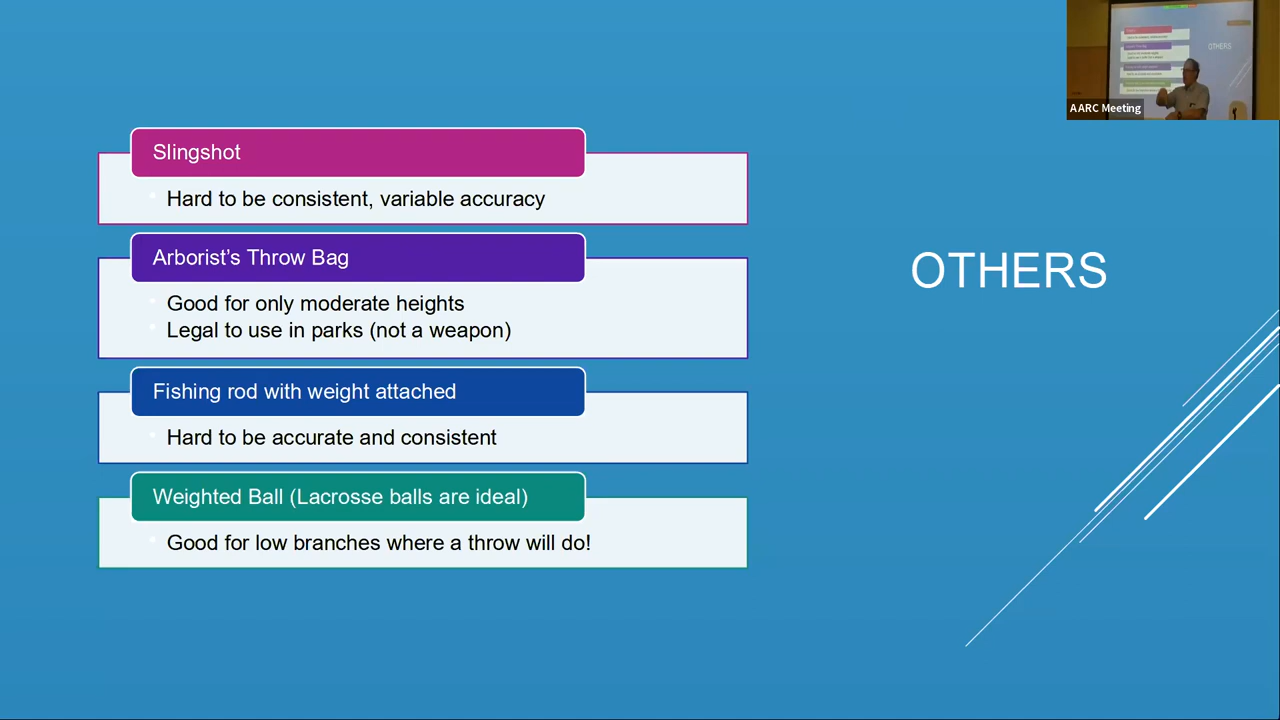 AARC Meeting
Slingshot
Hard to be consistent, variable accuracy
Arborist’s Throw Bag
Good for only moderate heights
Legal to use in parks (not a weapon)
Fishing rod with weight attached
Hard to be accurate and consistent
Weighted Ball (Lacrosse balls are ideal)
Good for low branches where a throw will do!
OTHERS
OTHERS